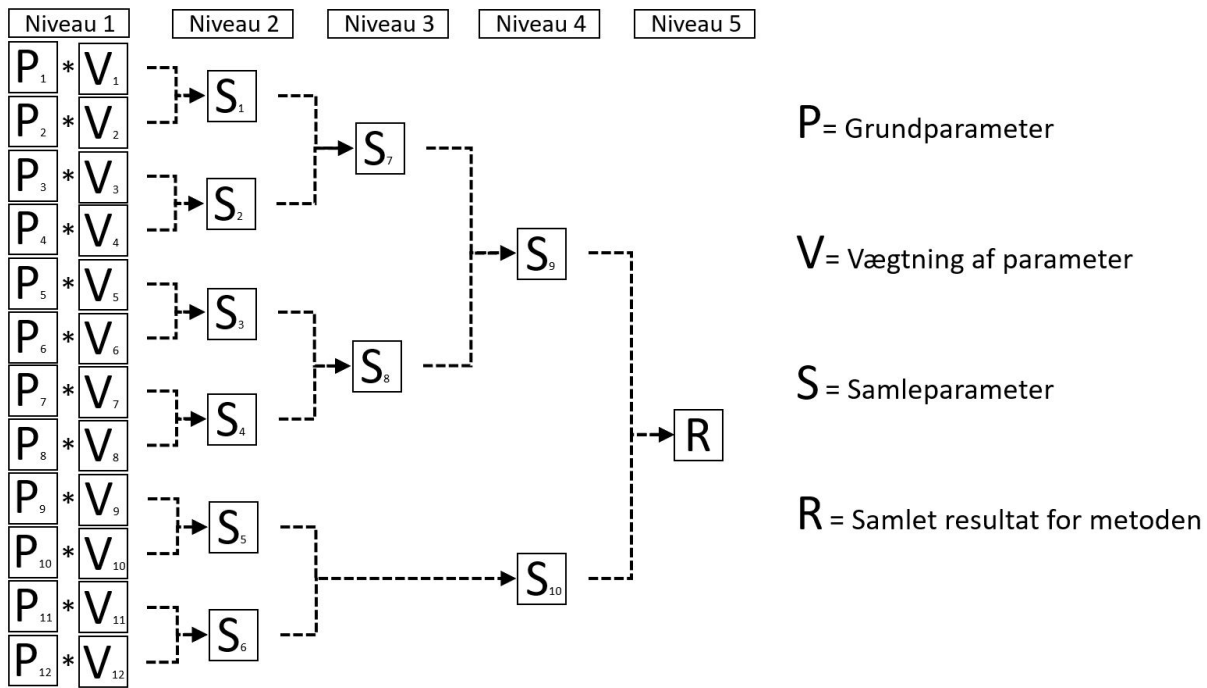 Niveau 1 Niveau 2 Niveau 3 Niveau 4 Niveau 5
P1 * V1
P2 * V2
P3 * V3
P4 * V4
P5 * V5
P6 * V6
P7 * V7
P8 * V8
P9 * V9
P10 * V10
P11 * V11
P12 * V12
S1
S2
S3
S4
S5
S6
S7
S8
S9
S10
R
P= Grundparameter
V= Vægtning af parameter
S = Samleparameter
R = Samlet resultat for metoden